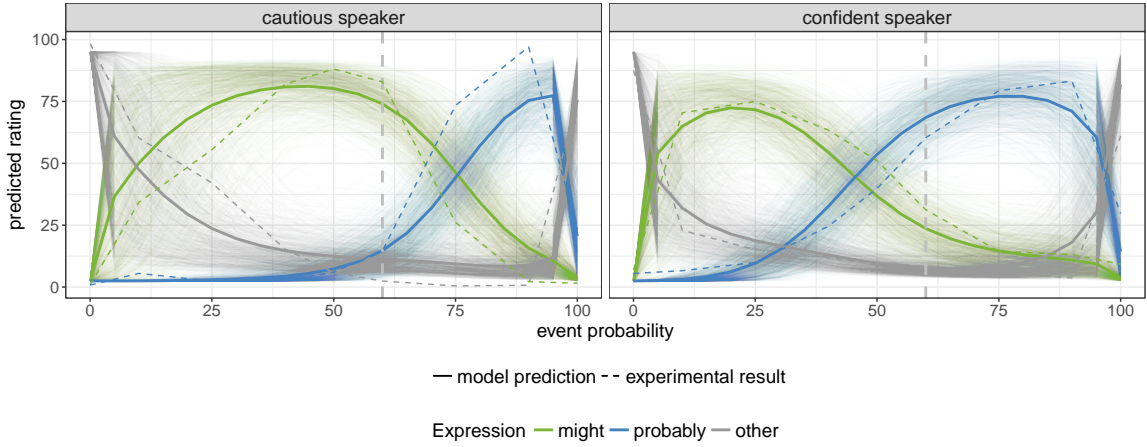 cautious speaker confident speaker
100
75
50
25
0
predicted rating
0 25 50 75 100 0 25 50 75 100
event probability
model prediction experimental result
Expression might probably other